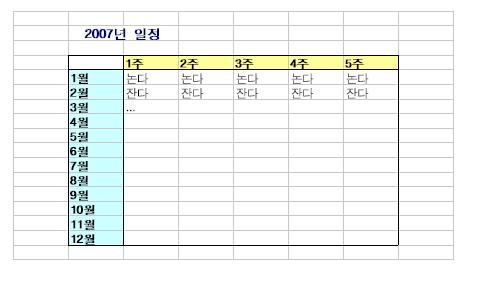 2007년 일정
1주 2주 3주 4주 5주
1월 논다 논다 논다 논다 논다
2월 잔다 잔다 잔다 잔다 잔다
3월 ...
4월
5월
6월
7월
8월
9월
10월
11월
12월